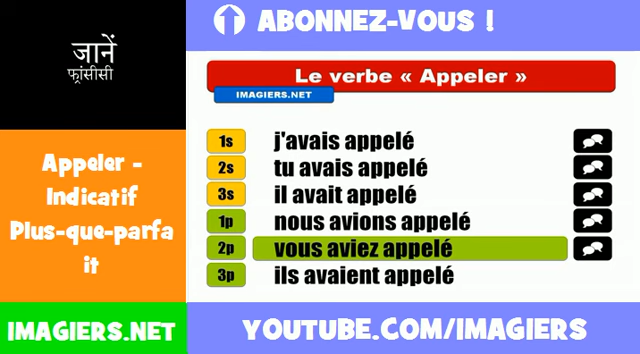 जानें
फ्रांसीसी
ABONNEZ-VOUS !
Le verbe « Appeler »
IMAGIERS.NET
1s j'avais appelé
2s tu avais appelé
3s il avait appelé
1p nous avions appelé
2p vous aviez appelé
3p ils avaient appelé
Appeler -
Indicatif
Plus-que-parfa
it
IMAGIERS.NET
YOUTUBE.COM/IMAGIERS